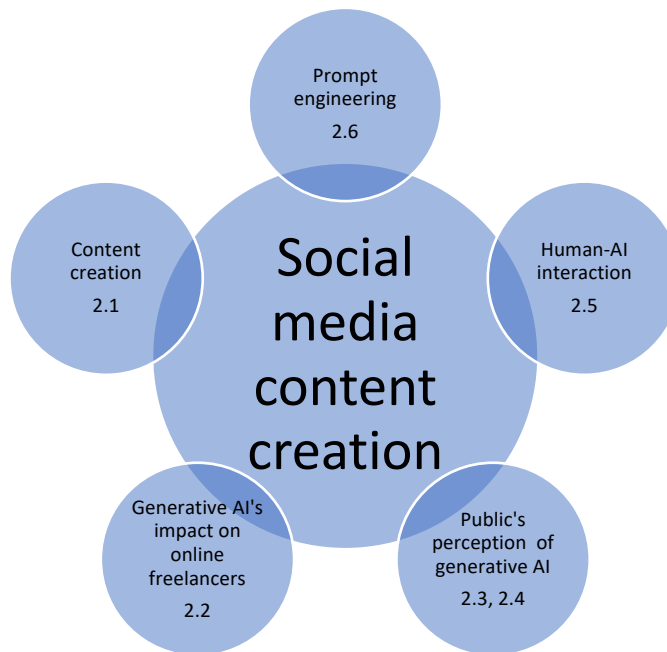 Prompt
engineering
2.6
Content
creation
2.1
Social
media
content
creation
Human-AI
interaction
2.5
Generative AI's
impact on
online
freelancers
2.2
Public's
perception of
generative AI
2.3, 2.4